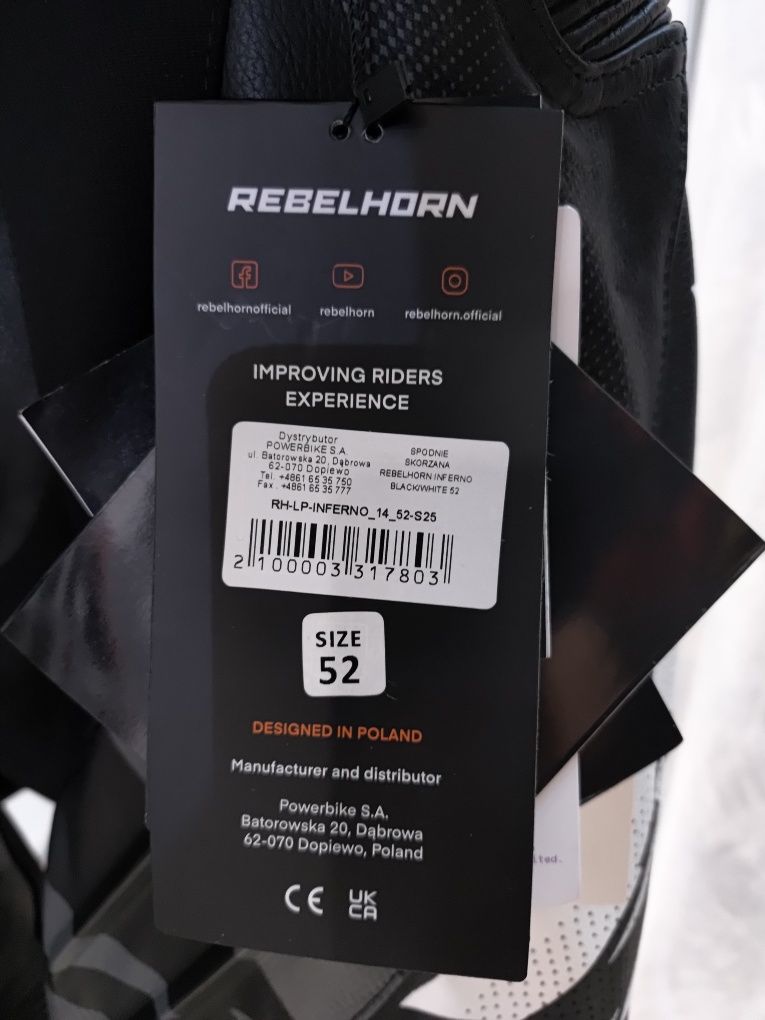 REBELHORN
rebelhornofficial
rebelhorn
rebelhorn.official
IMPROVING RIDERS
EXPERIENCE
Dystrybutor
POWERBIKE S.A.
ul. Batorowska 20, Dąbrowa
62-070 Dopiewo
Tel. +4861 65 35 750
Fax. +4861 65 35 777
SPODNIE
SKORZANA
REBELHORN INFERNO
BLACK/WHITE 52
RH-LP-INFERNO_14_52-S25
2100003317803
SIZE
52
DESIGNED IN POLAND
Manufacturer and distributor
Powerbike S.A.
Batorowska 20, Dąbrowa
62-070 Dopiewo, Poland
CE
UK
CA